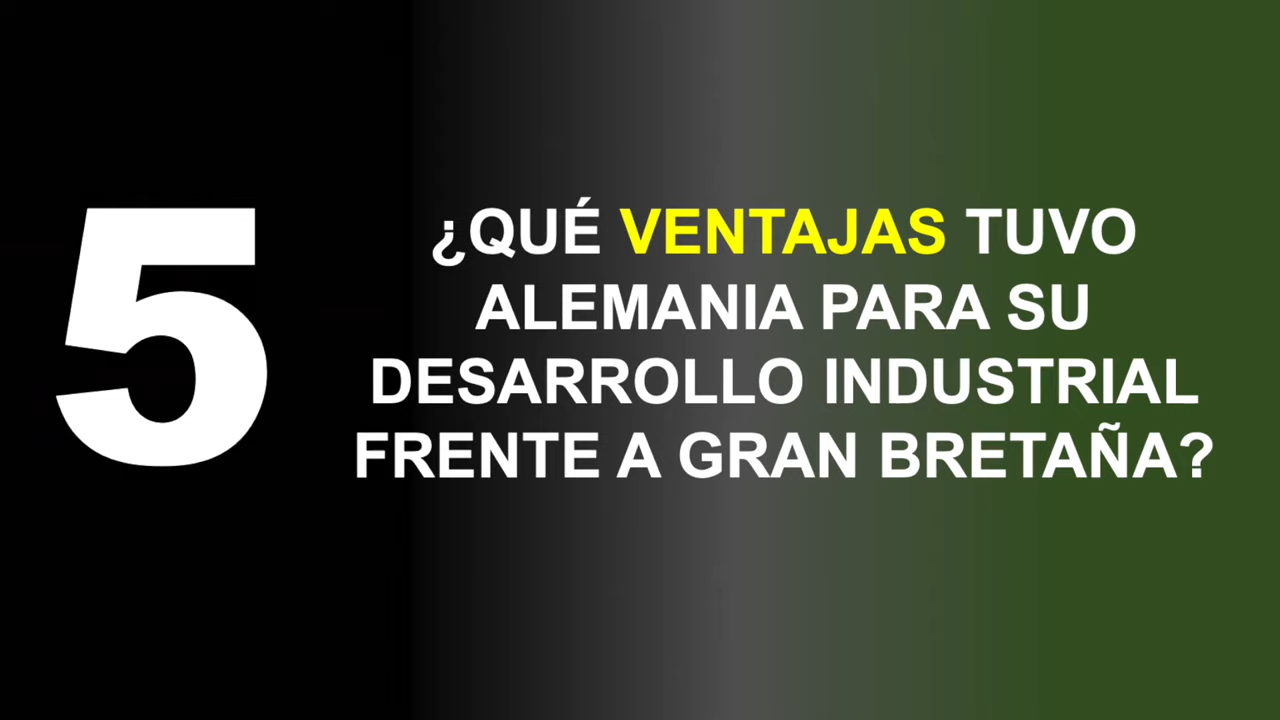 5
¿QUÉ VENTAJAS TUVO
ALEMANIA PARA SU
DESARROLLO INDUSTRIAL
FRENTE A GRAN BRETAÑA?